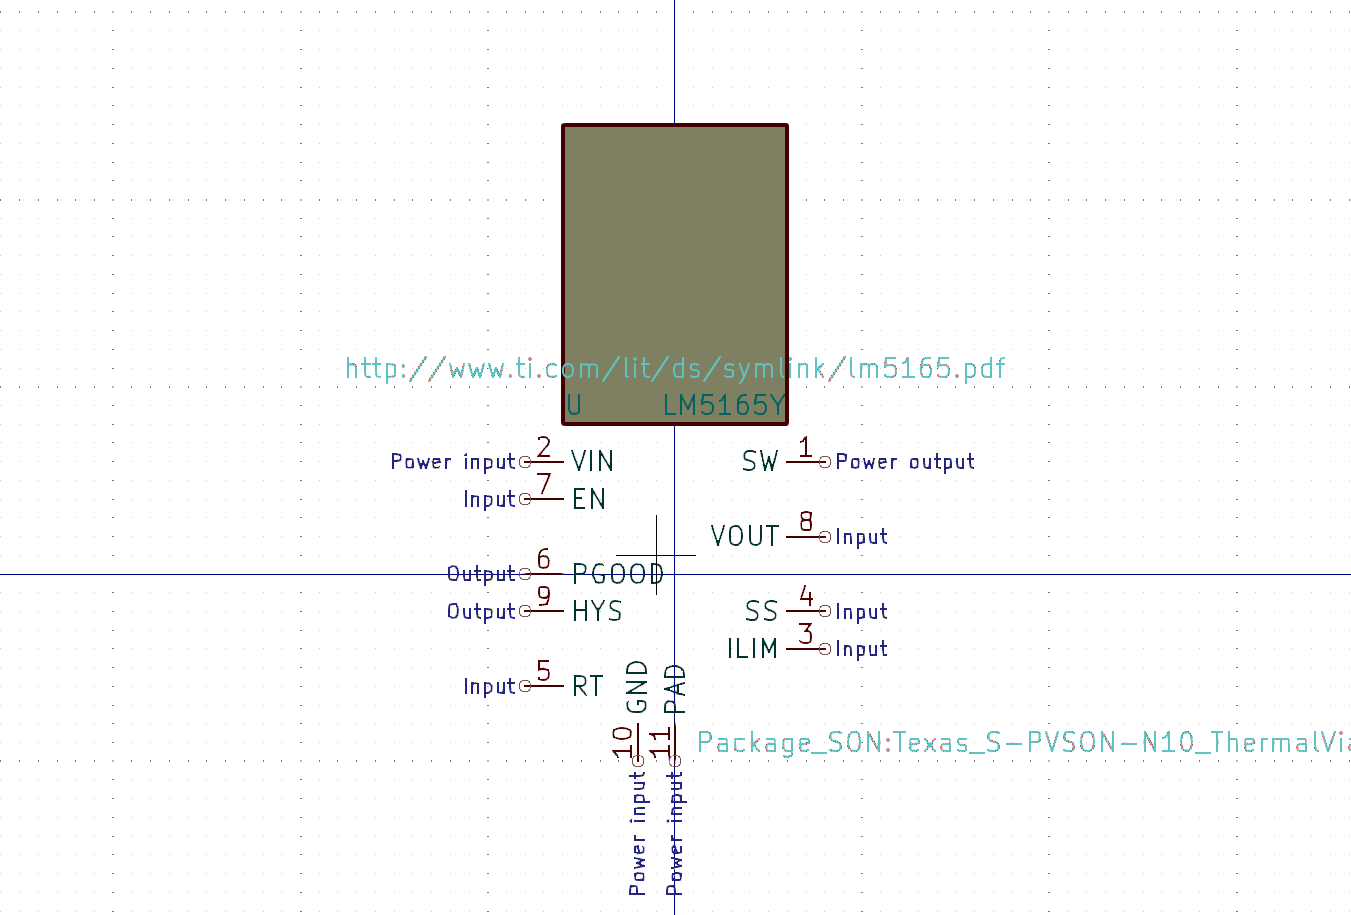 http://www.ti.com/lit/ds/symlink/lm5165.pdf
U LM5165Y
Power input 2 VIN SW 1 Power output
Input 7 EN
VOUT 8 Input
Output 6 PGOOD
Output 9 HYS SS 4 Input
ILIM 3 Input
Input 5 RT
GND PAD
10 11 Package_SON:Texas_S-PVSON-N10_ThermalVia
Power input Power input